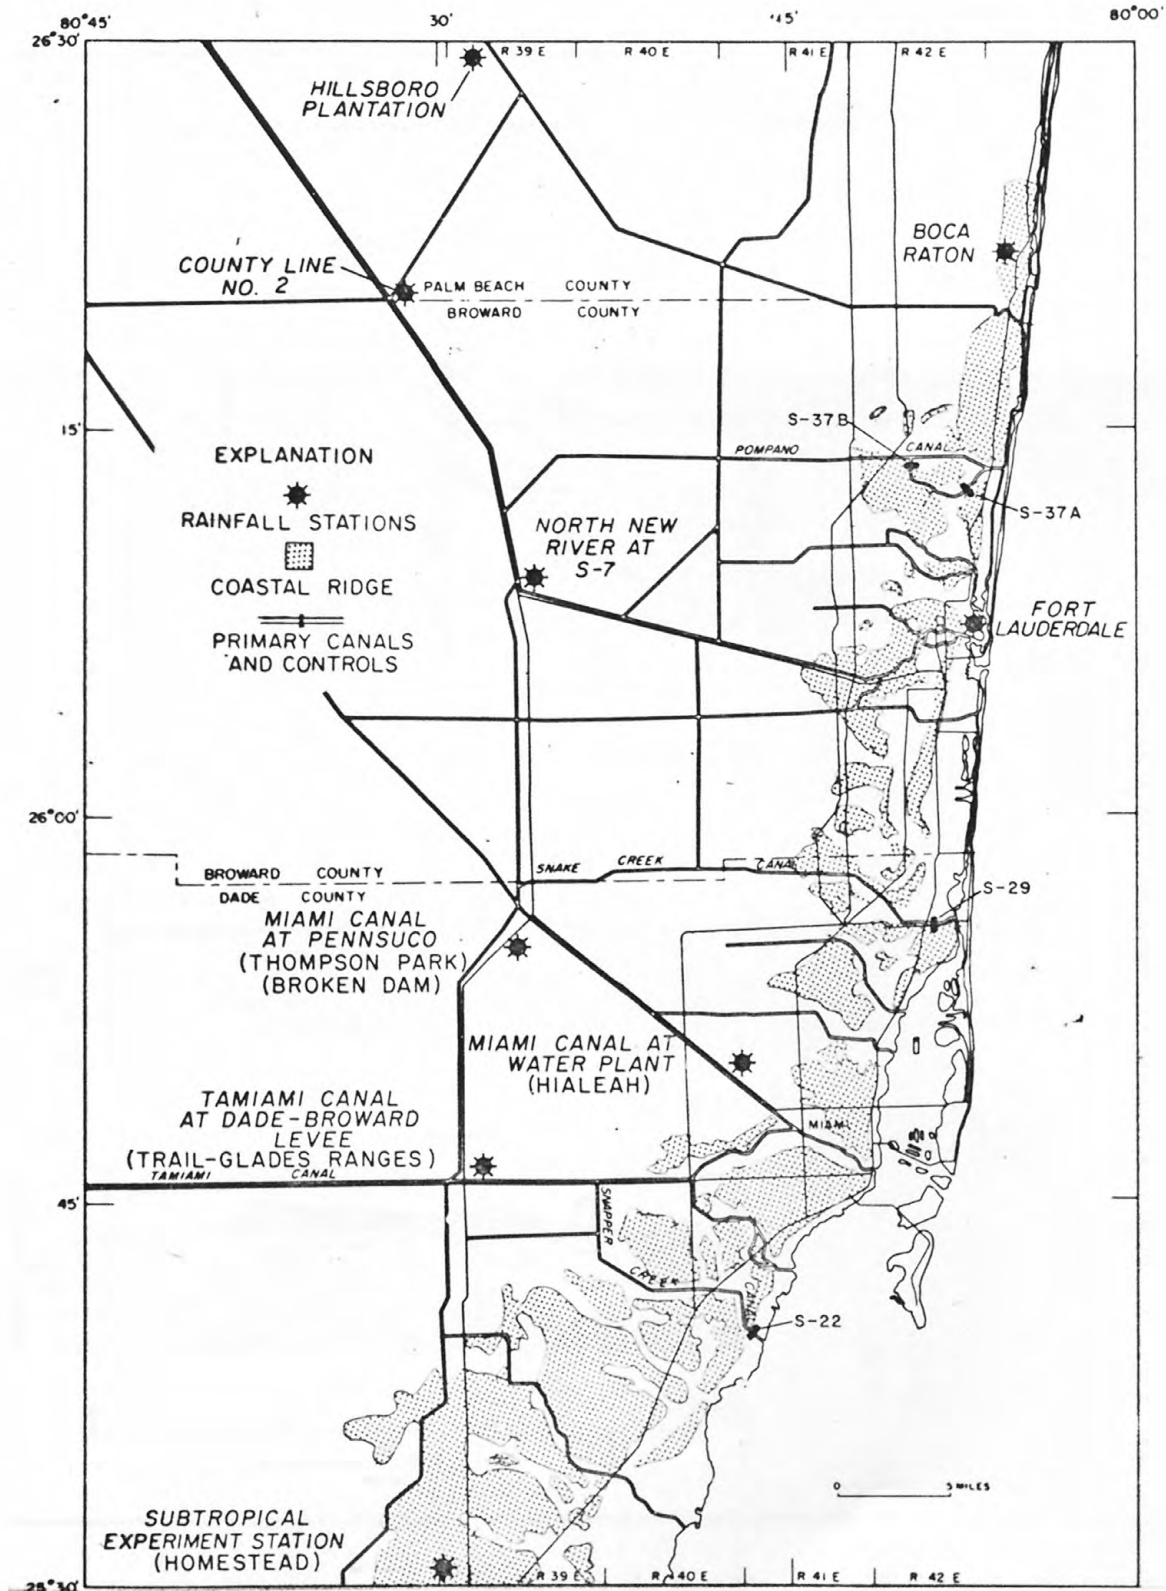 80°45' 30' 45' 80°00'
26°30'
R 39 E R 40 E R 41 E R 42 E
HILLSBORO
PLANTATION
BOCA
RATON
COUNTY LINE
NO. 2
PALM BEACH COUNTY
BROWARD COUNTY
S-37B
15'
POMPANO CANAL
EXPLANATION
S-37A
RAINFALL STATIONS
NORTH NEW
RIVER AT
S-7
COASTAL RIDGE
FORT
LAUDERDALE
PRIMARY CANALS
AND CONTROLS
26°00'
SNAKE CREEK CANAL
BROWARD COUNTY
DADE COUNTY
S-29
MIAMI CANAL
AT PENNSUCO
(THOMPSON PARK)
(BROKEN DAM)
MIAMI CANAL AT
WATER PLANT
(HIALEAH)
TAMIAMI CANAL
AT DADE-BROWARD
LEVEE
(TRAIL-GLADES RANGES)
MIAMI
TAMIAMI CANAL
45'
SNAPPER
CREEK
CANAL
S-22
0 5 MILES
SUBTROPICAL
EXPERIMENT STATION
(HOMESTEAD)
25°30'
R 39 E R 40 E R 41 E R 42 E